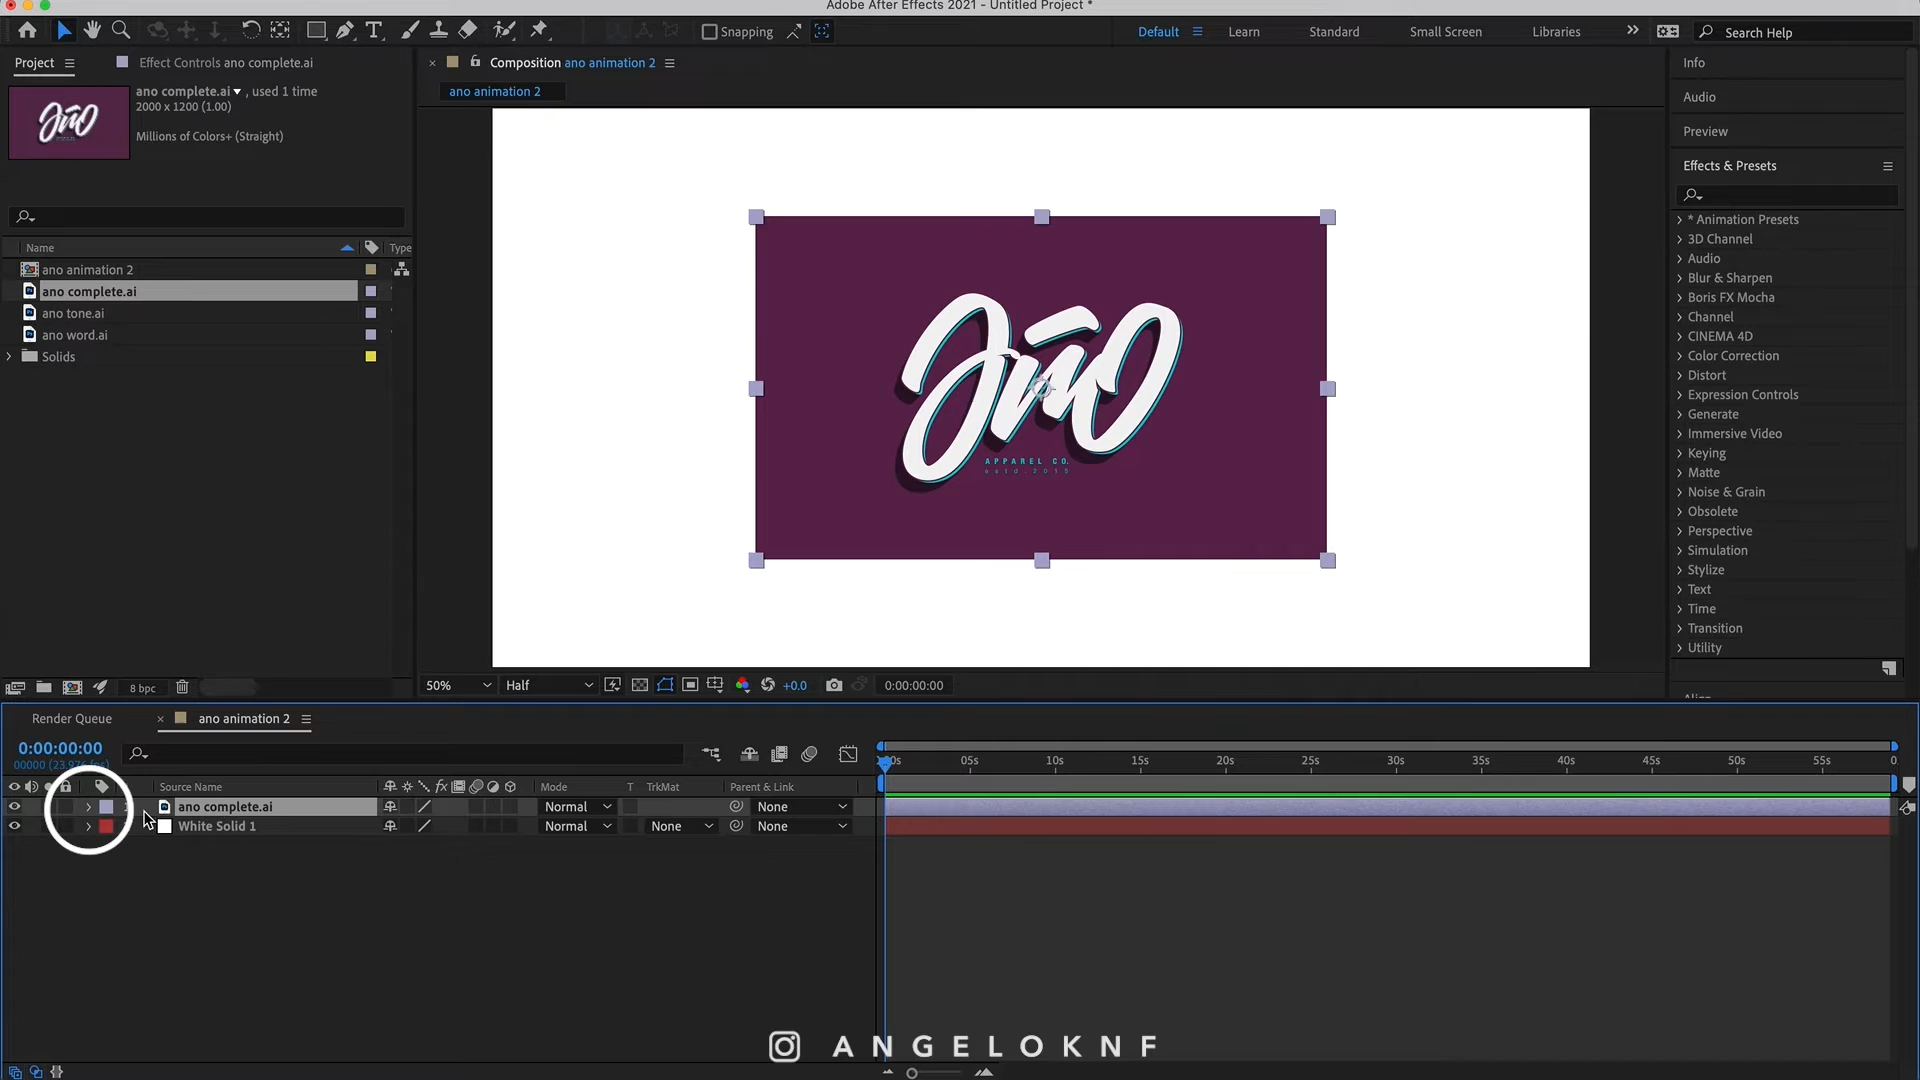 Adobe After Effects 2021 - Untitled Project *
Snapping
Default
Learn
Standard
Small Screen
Libraries
Search Help
Project
Effect Controls ano complete.ai
Composition ano animation 2
Info
ano complete.ai , used 1 time
2000 x 1200 (1.00)
Millions of Colors+ (Straight)
ano animation 2
Audio
Preview
Effects & Presets
Name
Type
ano animation 2
ano complete.ai
ano tone.ai
ano word.ai
Solids
APPAREL CO.
estd.2015
* Animation Presets
3D Channel
Audio
Blur & Sharpen
Boris FX Mocha
Channel
CINEMA 4D
Color Correction
Distort
Expression Controls
Generate
Immersive Video
Keying
Matte
Noise & Grain
Obsolete
Perspective
Simulation
Stylize
Text
Time
Transition
Utility
8 bpc
50%
Half
+0.0
0:00:00:00
Render Queue
ano animation 2
0:00:00:00
00000 (23.976 fps)
05s
10s
15s
20s
25s
30s
35s
40s
45s
50s
55s
Source Name
Mode
T
TrkMat
Parent & Link
ano complete.ai
Normal
None
White Solid 1
Normal
None
None
ANGELOKNF